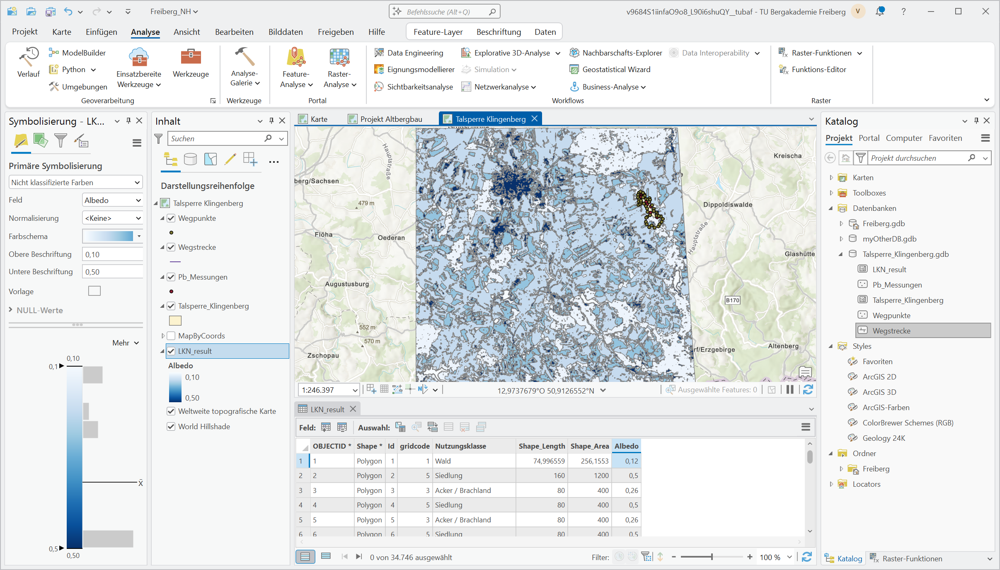 Freiberg_NH
Befehlssuche (Alt+Q)
v9684S1iinfaO9o8_L90i6shuQY__tubaf - TU Bergakademie Freiberg
V
?
Projekt Karte Einfügen Analyse Ansicht Bearbeiten Bilddaten Freigeben Hilfe
Feature-Layer Beschriftung Daten
Verlauf
ModelBuilder
Python
Umgebungen
Einsatzbereite
Werkzeuge
Werkzeuge
Geoverarbeitung
Analyse-
Galerie
Werkzeuge
Feature-
Analyse
Raster-
Analyse
Portal
Data Engineering
Eignungsmodellierer
Sichtbarkeitsanalyse
Explorative 3D-Analyse
Simulation
Netzwerkanalyse
Nachbarschafts-Explorer
Geostatistical Wizard
Business-Analyse
Data Interoperability
Workflows
Raster-Funktionen
Funktions-Editor
Raster
Symbolisierung - LK...
Primäre Symbolisierung
Nicht klassifizierte Farben
Feld Albedo
Normalisierung <Keine>
Farbschema
Obere Beschriftung 0,10
Untere Beschriftung 0,50
Vorlage
NULL-Werte
Mehr
0,10
0,1
x̄
0,5
0,50
Inhalt
Suchen
Darstellungsreihenfolge
Talsperre Klingenberg
Wegpunkte
Wegstrecke
Pb_Messungen
Talsperre_Klingenberg
MapByCoords
LKN_result
Albedo
0,10
0,50
Weltweite topografische Karte
World Hillshade
Karte
Projekt Altbergbau
Talsperre Klingenberg
Hauptstraße
berg/Sachsen
479 m
Flöha
Oederan
Augustusburg
552 m
570 m
Zschopau
Kreischa
Dippoldiswalde
Hauptstraße
Glashütte
B170
Altenberg
rf/Erzgebirge
1:246.397
12,9737679°O 50,9126552°N
Ausgewählte Features: 0
LKN_result
Feld: Auswahl:
OBJECTID * Shape * Id gridcode Nutzungsklasse Shape_Length Shape_Area Albedo
1 1 Polygon 1 1 Wald 74,996559 256,1553 0,12
2 2 Polygon 2 5 Siedlung 160 1200 0,5
3 3 Polygon 3 3 Acker / Brachland 80 400 0,26
4 4 Polygon 4 5 Siedlung 80 400 0,5
5 5 Polygon 5 3 Acker / Brachland 80 400 0,26
6 6 Polygon 6 5 Siedlung 80 400 0,5
0 von 34.746 ausgewählt
Filter:
100 %
Katalog
Projekt Portal Computer Favoriten
Projekt durchsuchen
Karten
Toolboxes
Datenbanken
Freiberg.gdb
myOtherDB.gdb
Talsperre_Klingenberg.gdb
LKN_result
Pb_Messungen
Talsperre_Klingenberg
Wegpunkte
Wegstrecke
Styles
Favoriten
ArcGIS 2D
ArcGIS 3D
ArcGIS-Farben
ColorBrewer Schemes (RGB)
Geology 24K
Ordner
Freiberg
Locators
Katalog
Raster-Funktionen